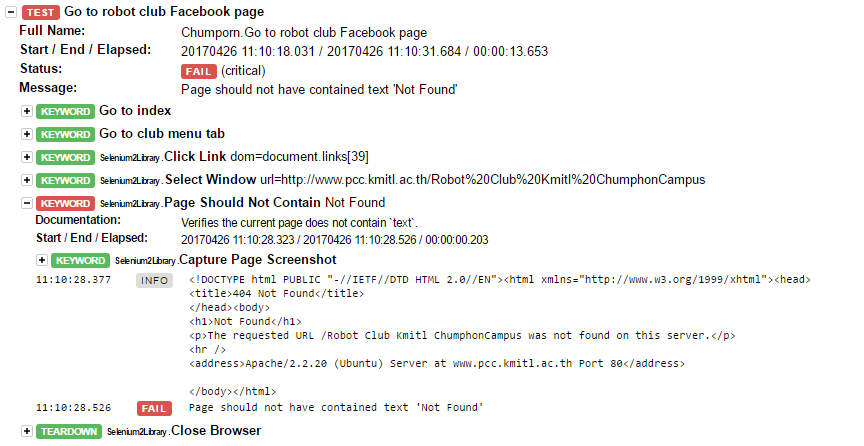 TEST Go to robot club Facebook page
Full Name: Chumporn.Go to robot club Facebook page
Start / End / Elapsed: 20170426 11:10:18.031 / 20170426 11:10:31.684 / 00:00:13.653
Status: FAIL (critical)
Message: Page should not have contained text 'Not Found'
KEYWORD Go to index
KEYWORD Go to club menu tab
KEYWORD Selenium2Library.Click Link dom=document.links[39]
KEYWORD Selenium2Library.Select Window url=http://www.pcc.kmitl.ac.th/Robot%20Club%20Kmitl%20ChumphonCampus
KEYWORD Selenium2Library.Page Should Not Contain Not Found
Documentation: Verifies the current page does not contain `text`.
Start / End / Elapsed: 20170426 11:10:28.323 / 20170426 11:10:28.526 / 00:00:00.203
KEYWORD Selenium2Library.Capture Page Screenshot
11:10:28.377 INFO <!DOCTYPE html PUBLIC "-//IETF//DTD HTML 2.0//EN"><html xmlns="http://www.w3.org/1999/xhtml"><head>
<title>404 Not Found</title>
</head><body>
<h1>Not Found</h1>
<p>The requested URL /Robot Club Kmitl ChumphonCampus was not found on this server.</p>
<hr />
<address>Apache/2.2.20 (Ubuntu) Server at www.pcc.kmitl.ac.th Port 80</address>
</body></html>
11:10:28.526 FAIL Page should not have contained text 'Not Found'
TEARDOWN Selenium2Library.Close Browser